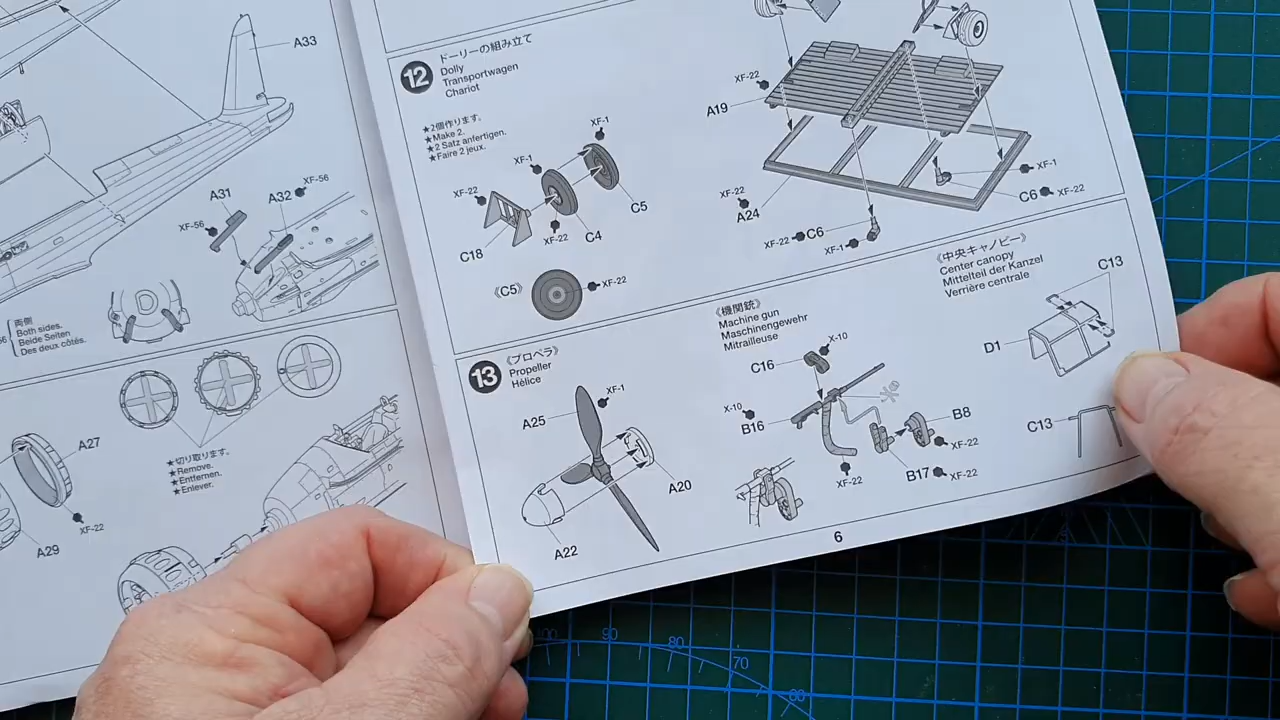 A33
A31
A32
XF-56
XF-56
両側
Both sides.
Beide Seiten
Des deux côtés.
D
A27
XF-22
A29
★切り取ります。
★Remove.
★Entfernen.
★Enlever.
12
ドーリーの組み立て
Dolly
Transportwagen
Chariot
★2個作ります。
★Make 2.
★2 Satz anfertigen.
★Faire 2 jeux.
XF-1
XF-1
XF-22
C5
C4
XF-22
C18
《C5》
XF-22
XF-22
A19
XF-22
A24
XF-1
C6
XF-22
XF-22
C6
XF-1
13
《プロペラ》
Propeller
Hélice
XF-1
A25
A20
A22
《機関銃》
Machine gun
Maschinengewehr
Mitrailleuse
X-10
C16
X-10
B16
B8
XF-22
B17
XF-22
XF-22
《中央キャノピー》
Center canopy
Mittelteil der Kanzel
Verrière centrale
C13
D1
C13
6
100
90
80
70
60